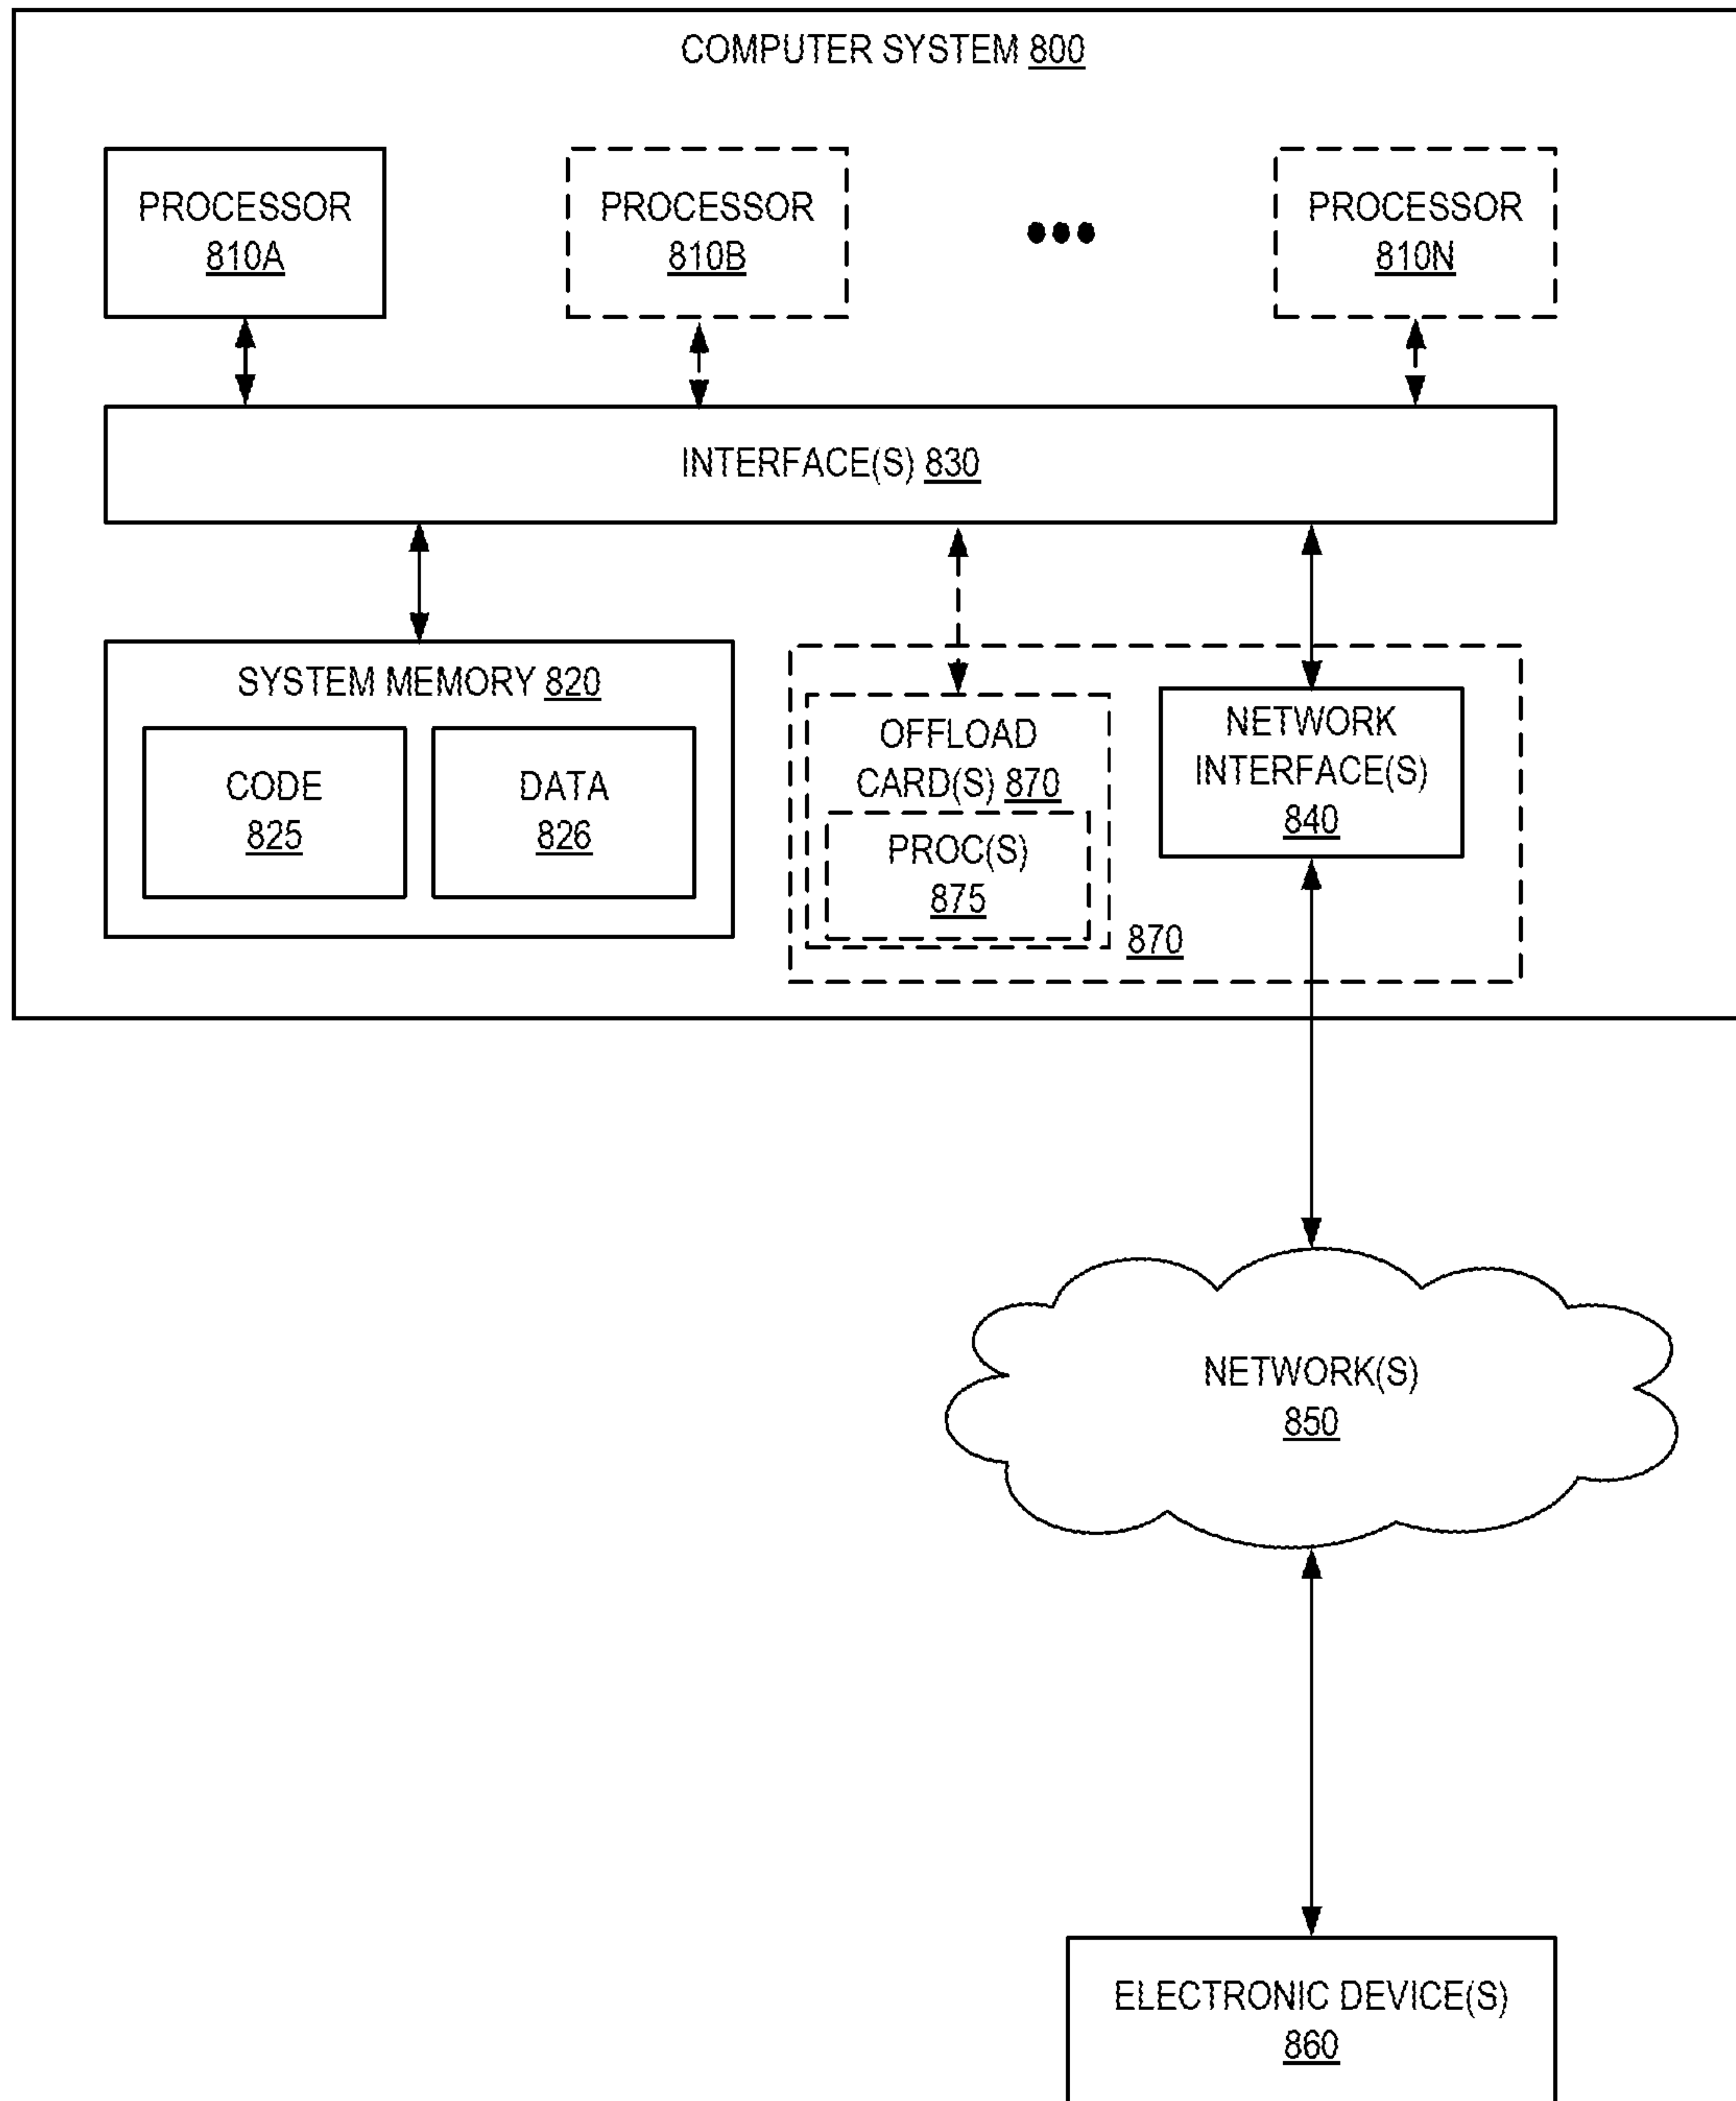 COMPUTER SYSTEM 800
PROCESSOR
810A
PROCESSOR
810B
PROCESSOR
810N
INTERFACE(S) 830
SYSTEM MEMORY 820
CODE
825
DATA
826
OFFLOAD
CARD(S) 870
PROC(S)
875
870
NETWORK
INTERFACE(S)
840
NETWORK(S)
850
ELECTRONIC DEVICE(S)
860